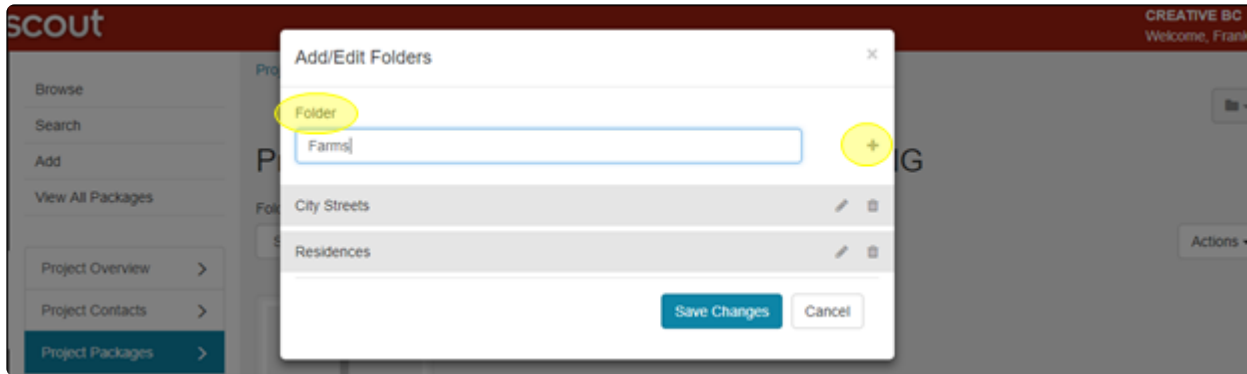 scout
CREATIVE BC
Welcome, Frank
Add/Edit Folders
×
Browse
Search
Add
View All Packages
Project Overview
Project Contacts
Project Packages
Folder
Farms
City Streets
Residences
Save Changes
Cancel
Actions